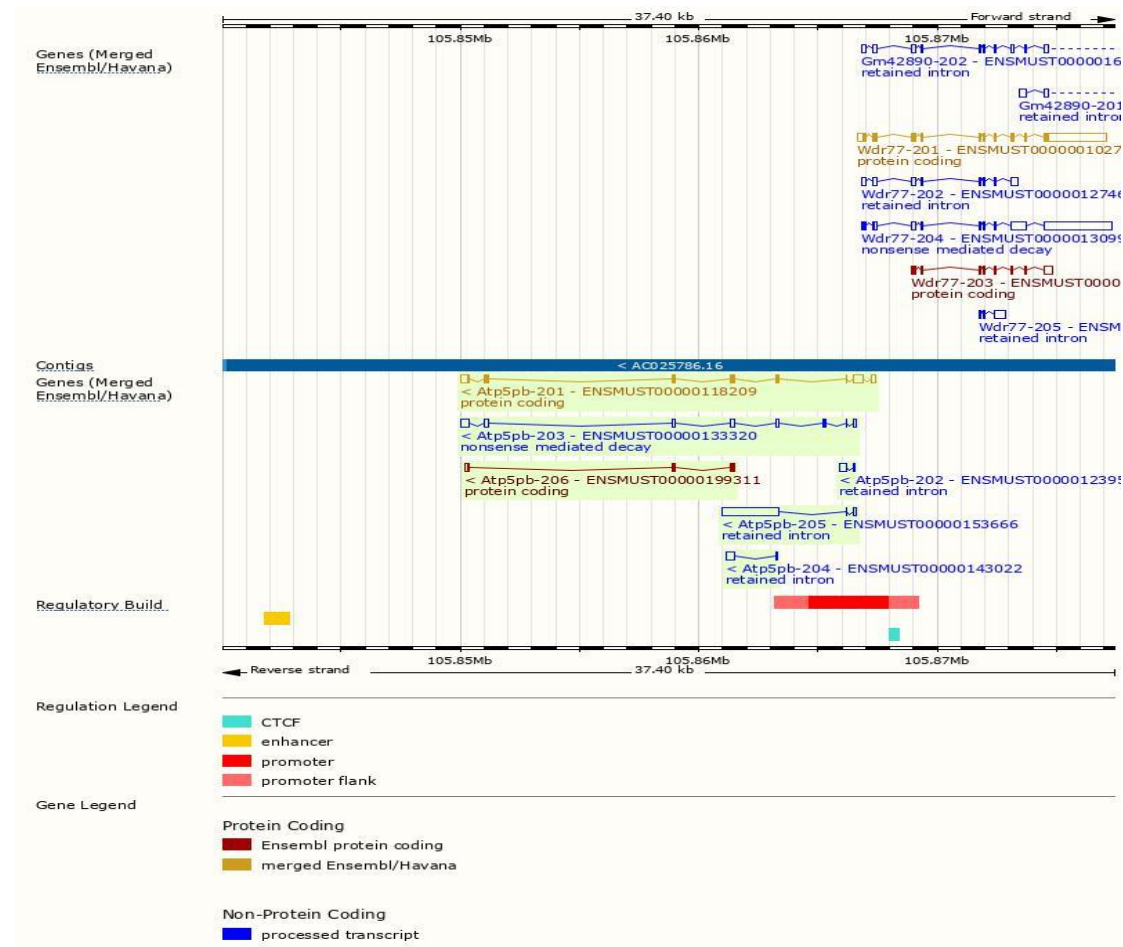 37.40 kb Forward strand
105.85Mb 105.86Mb 105.87Mb
Genes (Merged
Ensembl/Havana)
Gm42890-202 - ENSMUST0000016
retained intron
Gm42890-201
retained intron
Wdr77-201 - ENSMUST0000001027
protein coding
Wdr77-202 - ENSMUST0000012746
retained intron
Wdr77-204 - ENSMUST0000013099
nonsense mediated decay
Wdr77-203 - ENSMUST0000
protein coding
Wdr77-205 - ENSM
retained intron
Contigs
< AC025786.16
Genes (Merged
Ensembl/Havana)
< Atp5pb-201 - ENSMUST00000118209
protein coding
< Atp5pb-203 - ENSMUST00000133320
nonsense mediated decay
< Atp5pb-206 - ENSMUST00000199311
protein coding
< Atp5pb-202 - ENSMUST00000012395
retained intron
< Atp5pb-205 - ENSMUST00000153666
retained intron
< Atp5pb-204 - ENSMUST00000143022
retained intron
Regulatory Build
105.85Mb 105.86Mb 105.87Mb
Reverse strand 37.40 kb
Regulation Legend
CTCF
enhancer
promoter
promoter flank
Gene Legend
Protein Coding
Ensembl protein coding
merged Ensembl/Havana
Non-Protein Coding
processed transcript